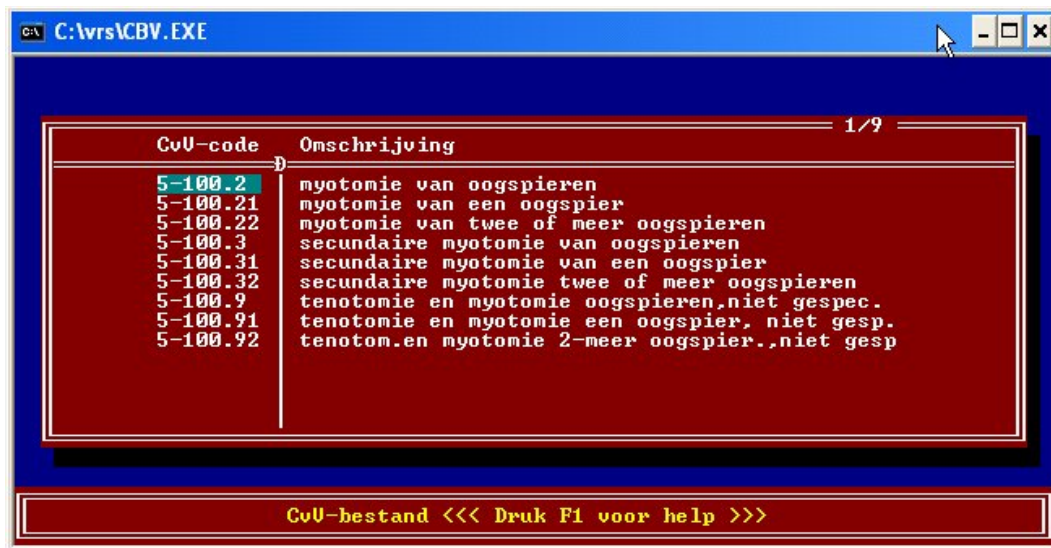 C:\vrs\CBV.EXE
1/9
CvV-code Omschrijving
5-100.2 myotomie van oogspieren
5-100.21 myotomie van een oogspier
5-100.22 myotomie van twee of meer oogspieren
5-100.3 secundaire myotomie van oogspieren
5-100.31 secundaire myotomie van een oogspier
5-100.32 secundaire myotomie twee of meer oogspieren
5-100.9 tenotomie en myotomie oogspieren,niet gespec.
5-100.91 tenotomie en myotomie een oogspier, niet gesp.
5-100.92 tenotom.en myotomie 2-meer oogspier.,niet gesp
CvV-bestand <<< Druk F1 voor help >>>